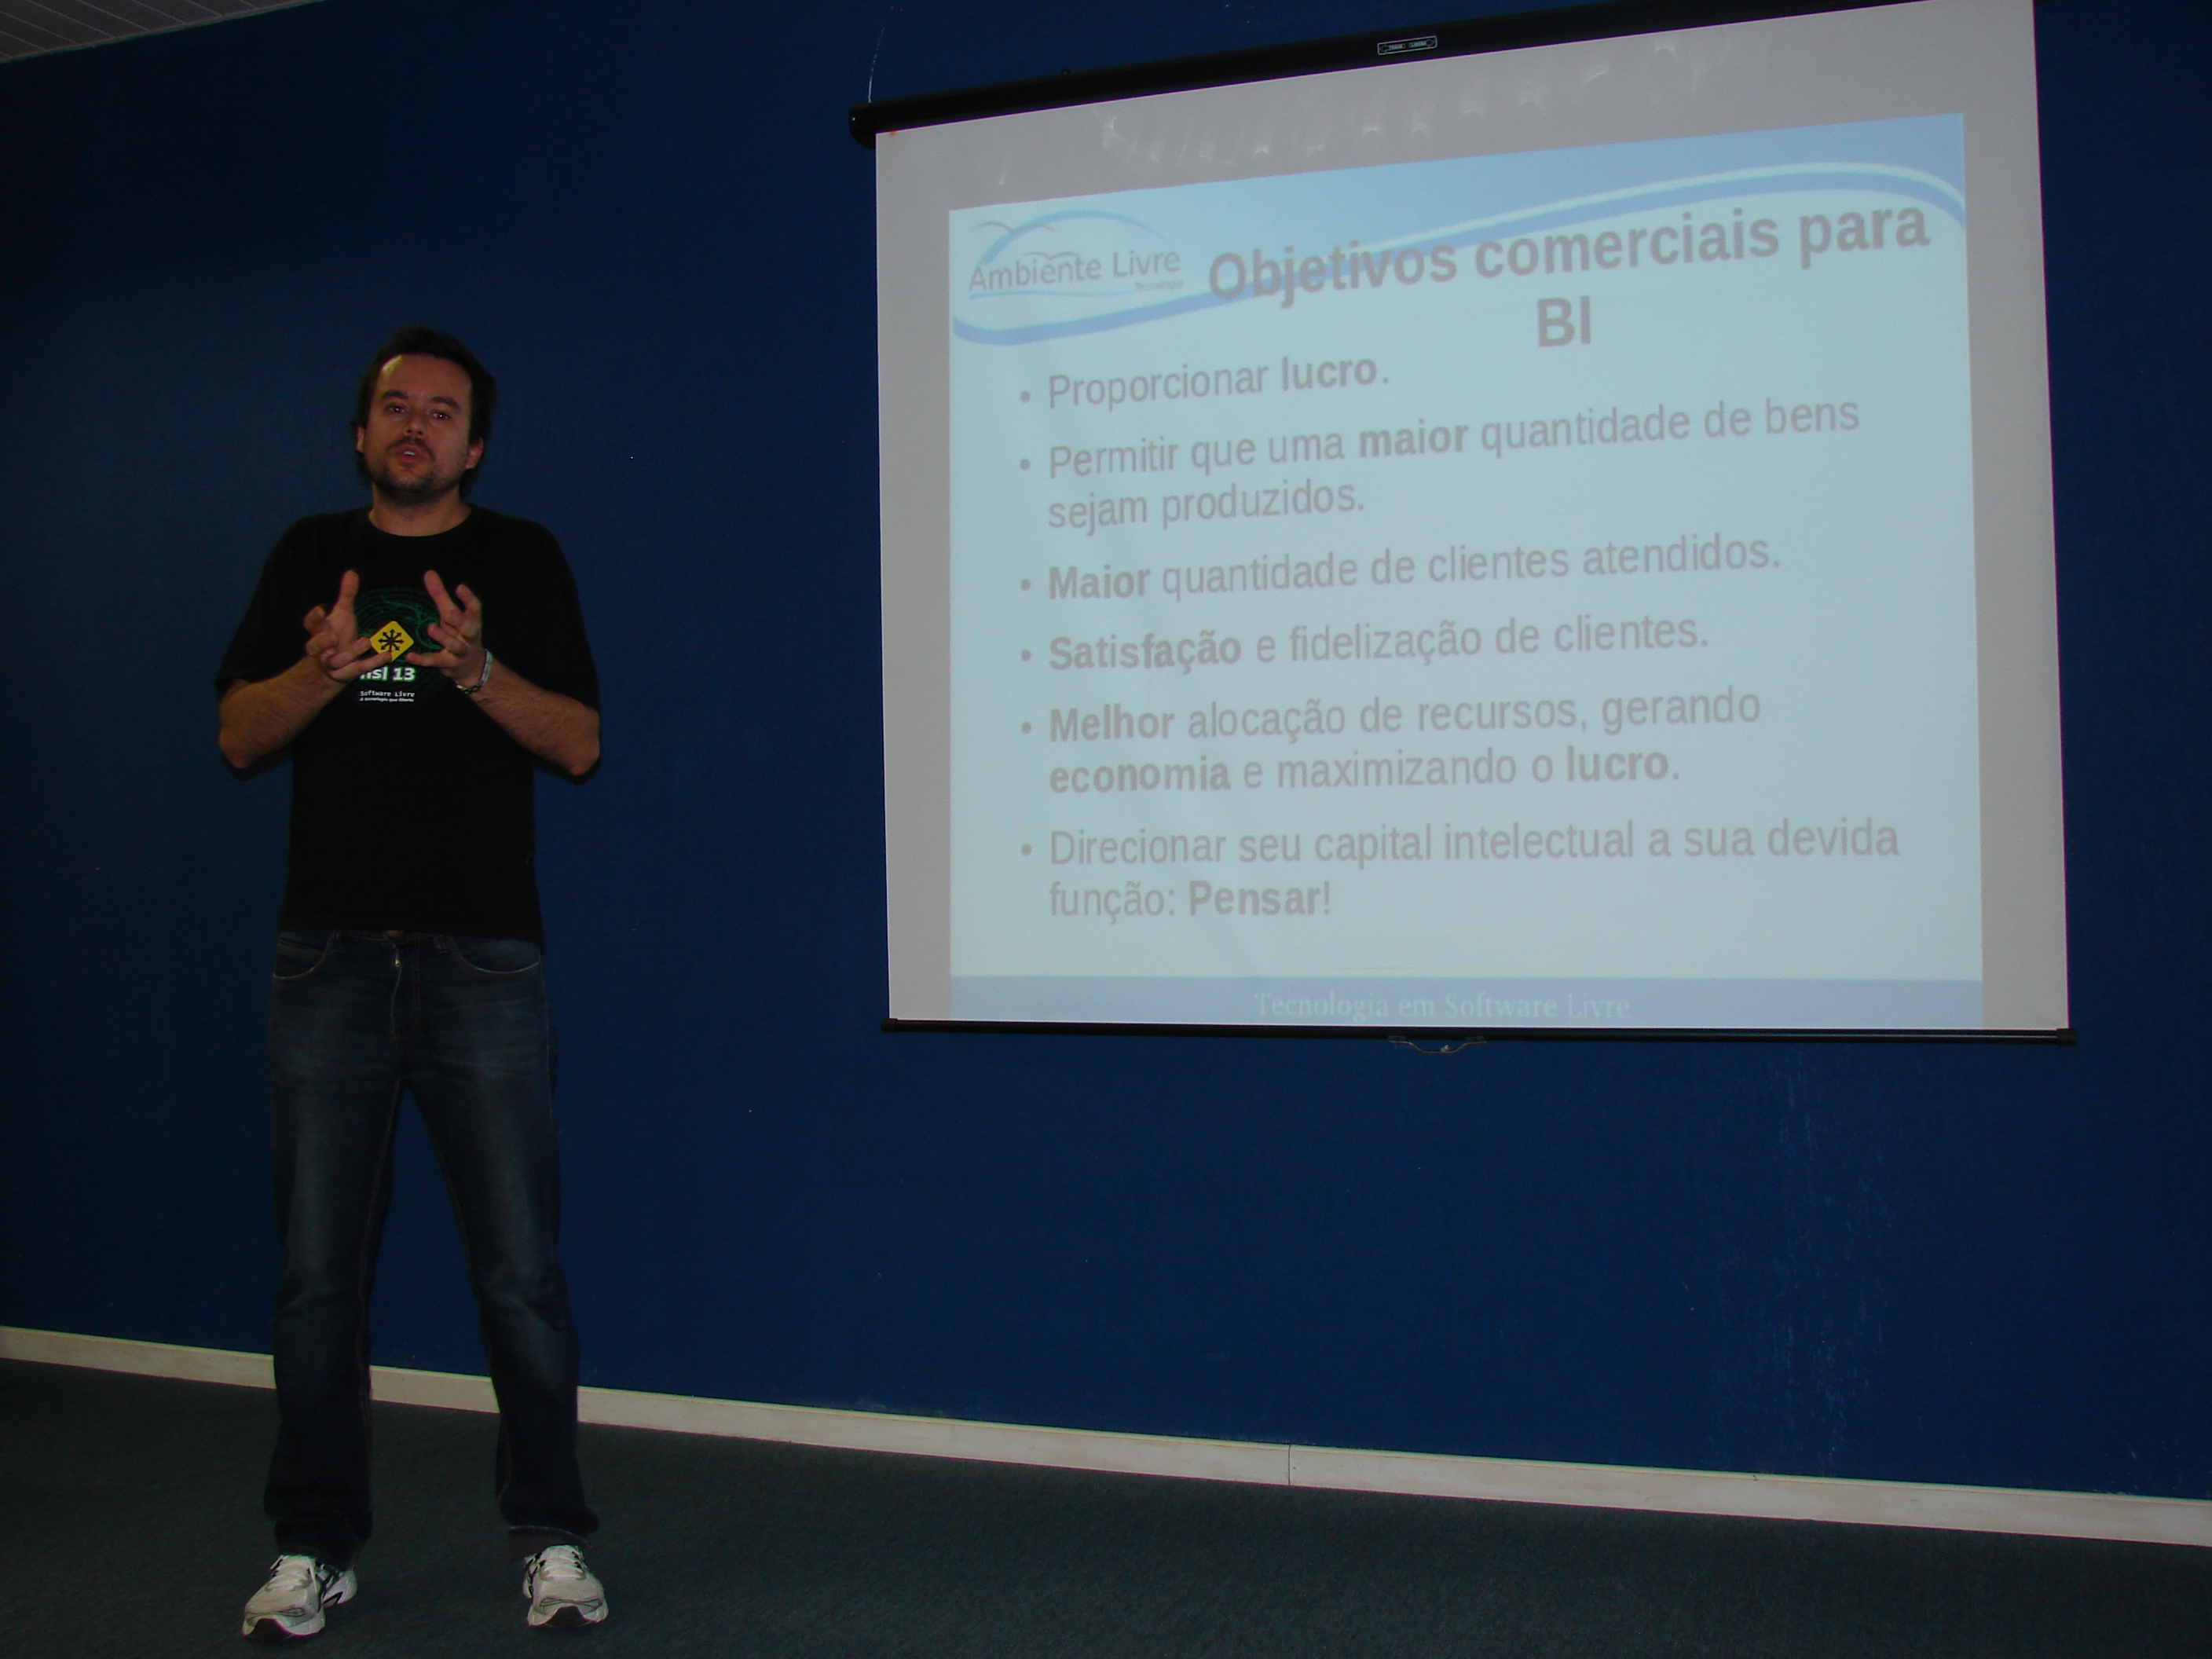 Ambiente Livre
Tecnologia
Objetivos comerciais para
BI
• Proporcionar lucro.
• Permitir que uma maior quantidade de bens
sejam produzidos.
• Maior quantidade de clientes atendidos.
• Satisfação e fidelização de clientes.
• Melhor alocação de recursos, gerando
economia e maximizando o lucro.
• Direcionar seu capital intelectual a sua devida
função: Pensar!
Tecnologia em Software Livre
13
Software Livre